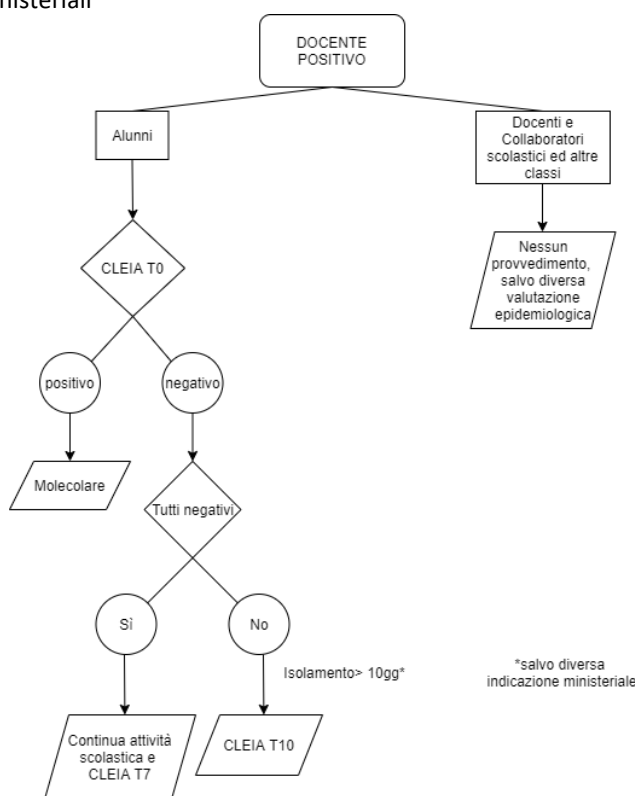 nisteriali
DOCENTE
POSITIVO
Alunni
Docenti e
Collaboratori
scolastici ed altre
classi
CLEIA T0
Nessun
provvedimento,
salvo diversa
valutazione
epidemiologica
positivo
negativo
Molecolare
Tutti negativi
Sì
No
Isolamento> 10gg*
*salvo diversa
indicazione ministeriale
Continua attività
scolastica e
CLEIA T7
CLEIA T10